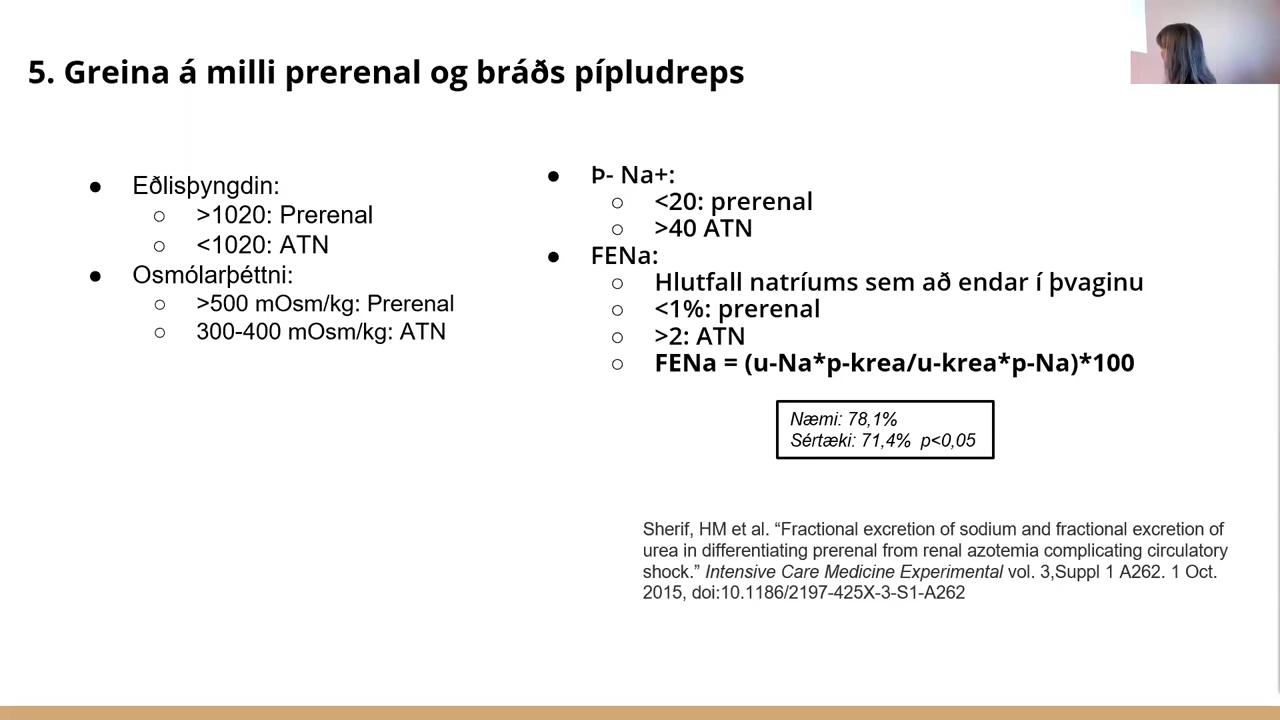 5. Greina á milli prerenal og bráðs pípludreps
● Eðlisþyngdin:
○ >1020: Prerenal
○ <1020: ATN
● Osmólarþéttni:
○ >500 mOsm/kg: Prerenal
○ 300-400 mOsm/kg: ATN
● Þ- Na+:
○ <20: prerenal
○ >40 ATN
● FENa:
○ Hlutfall natríums sem að endar í þvaginu
○ <1%: prerenal
○ >2: ATN
○ FENa = (u-Na*p-krea/u-krea*p-Na)*100
Næmi: 78,1%
Sértæki: 71,4% p<0,05
Sherif, HM et al. “Fractional excretion of sodium and fractional excretion of
urea in differentiating prerenal from renal azotemia complicating circulatory
shock.” Intensive Care Medicine Experimental vol. 3,Suppl 1 A262. 1 Oct.
2015, doi:10.1186/2197-425X-3-S1-A262